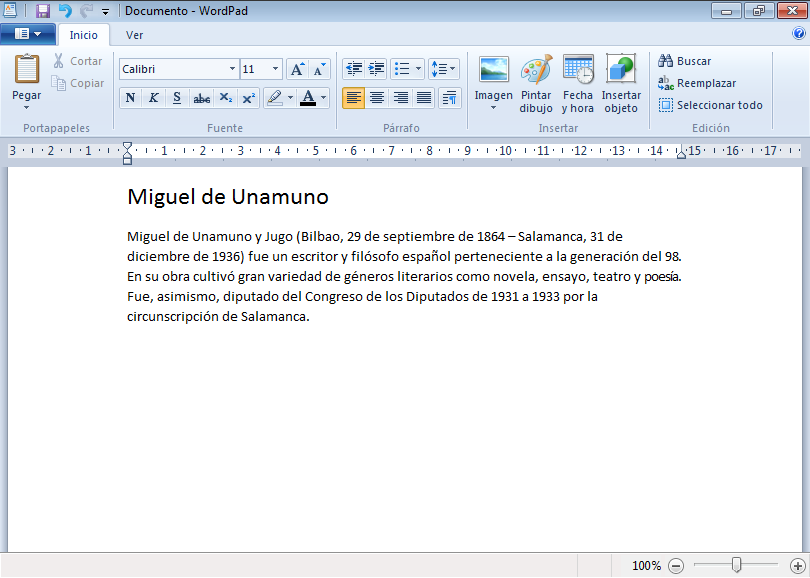 Documento - WordPad
Inicio Ver
Pegar
Cortar
Copiar
Portapapeles
Calibri 11
N K S abc X₂ X²
A A A
Fuente
Párrafo
Imagen
Pintar dibujo
Fecha y hora
Insertar objeto
Insertar
Buscar
Reemplazar
Seleccionar todo
Edición
3 2 1 1 2 3 4 5 6 7 8 9 10 11 12 13 14 15 16 17
Miguel de Unamuno
Miguel de Unamuno y Jugo (Bilbao, 29 de septiembre de 1864 – Salamanca, 31 de
diciembre de 1936) fue un escritor y filósofo español perteneciente a la generación del 98.
En su obra cultivó gran variedad de géneros literarios como novela, ensayo, teatro y poesía.
Fue, asimismo, diputado del Congreso de los Diputados de 1931 a 1933 por la
circunscripción de Salamanca.
100%